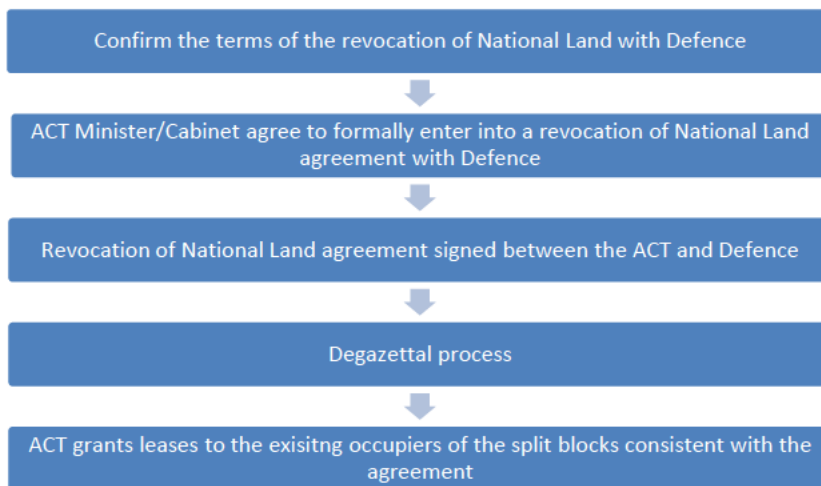 Confirm the terms of the revocation of National Land with Defence
ACT Minister/Cabinet agree to formally enter into a revocation of National Land
agreement with Defence
Revocation of National Land agreement signed between the ACT and Defence
Degazettal process
ACT grants leases to the exisitng occupiers of the split blocks consistent with the
agreement